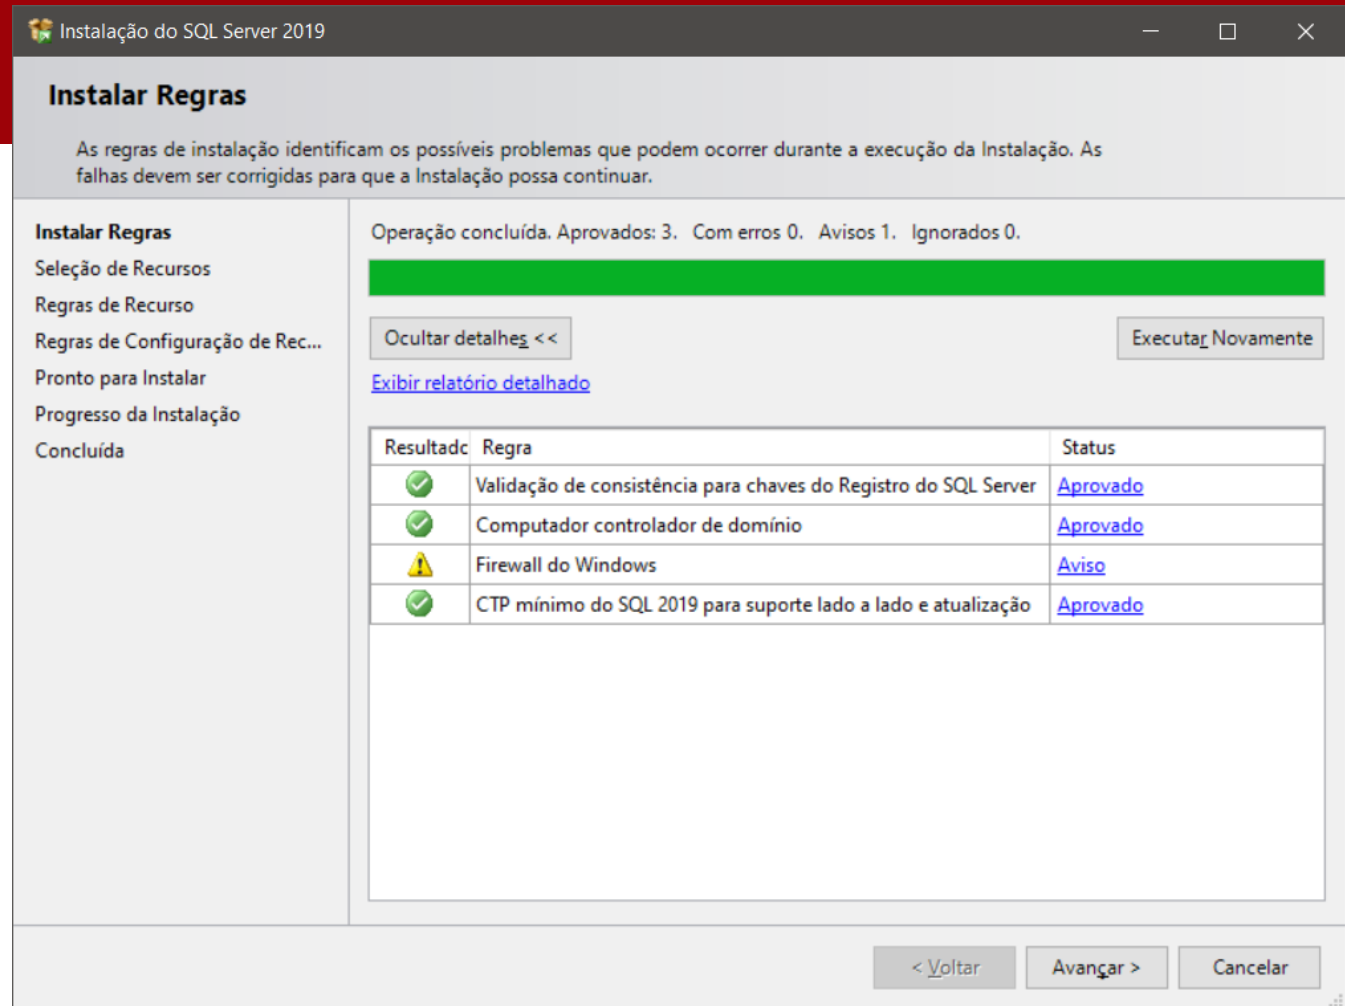 Instalação do SQL Server 2019
Instalar Regras
As regras de instalação identificam os possíveis problemas que podem ocorrer durante a execução da Instalação. As
falhas devem ser corrigidas para que a Instalação possa continuar.
Instalar Regras
Seleção de Recursos
Regras de Recurso
Regras de Configuração de Rec...
Pronto para Instalar
Progresso da Instalação
Concluída
Operação concluída. Aprovados: 3. Com erros 0. Avisos 1. Ignorados 0.
Ocultar detalhes <<
Executar Novamente
Exibir relatório detalhado
Resultado Regra Status
Validação de consistência para chaves do Registro do SQL Server Aprovado
Computador controlador de domínio Aprovado
Firewall do Windows Aviso
CTP mínimo do SQL 2019 para suporte lado a lado e atualização Aprovado
< Voltar Avançar > Cancelar